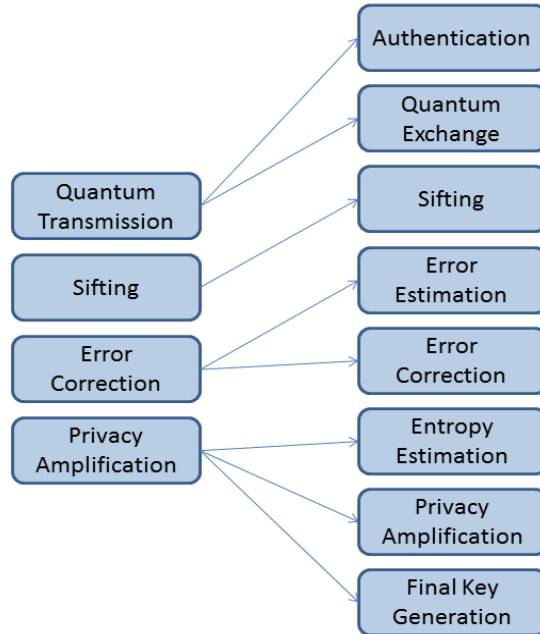 Quantum
Transmission
Sifting
Error
Correction
Privacy
Amplification
Authentication
Quantum
Exchange
Sifting
Error
Estimation
Error
Correction
Entropy
Estimation
Privacy
Amplification
Final Key
Generation